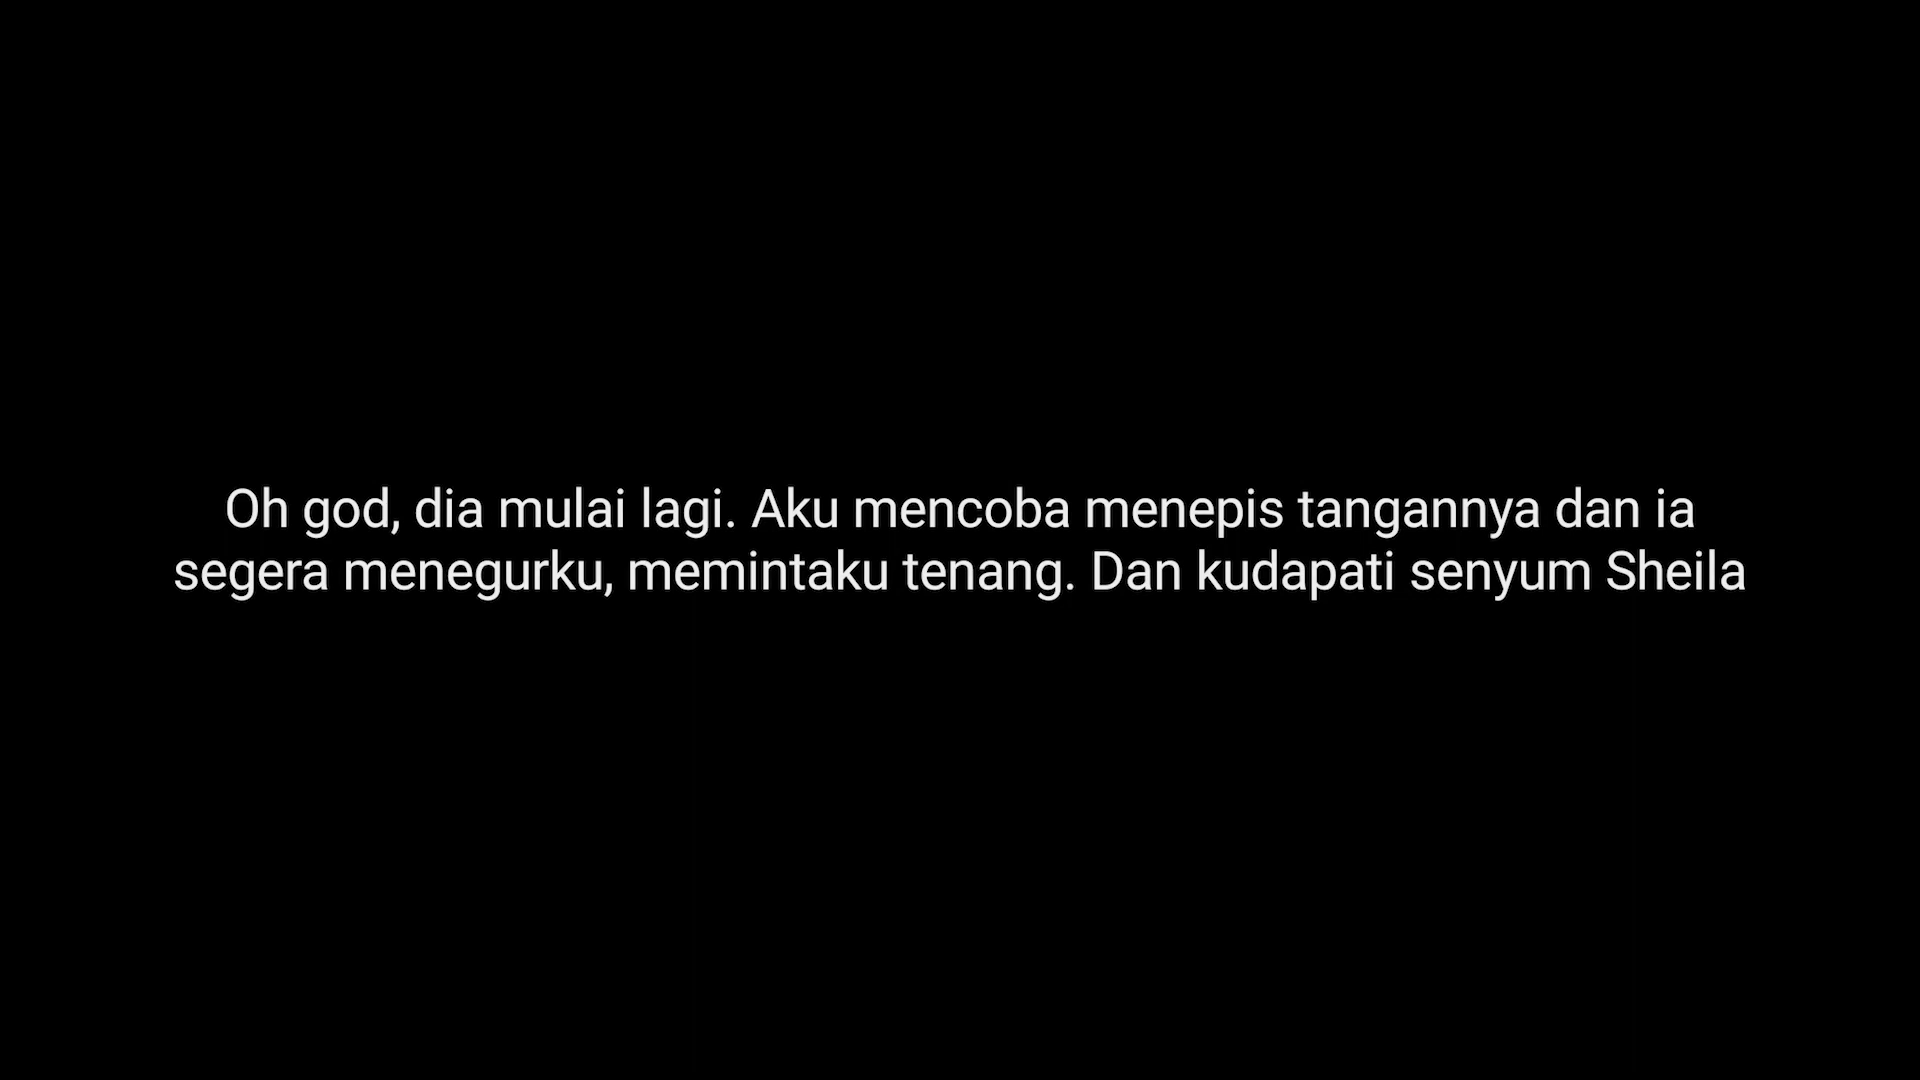 Oh god, dia mulai lagi. Aku mencoba menepis tangannya dan ia
segera menegurku, memintaku tenang. Dan kudapati senyum Sheila